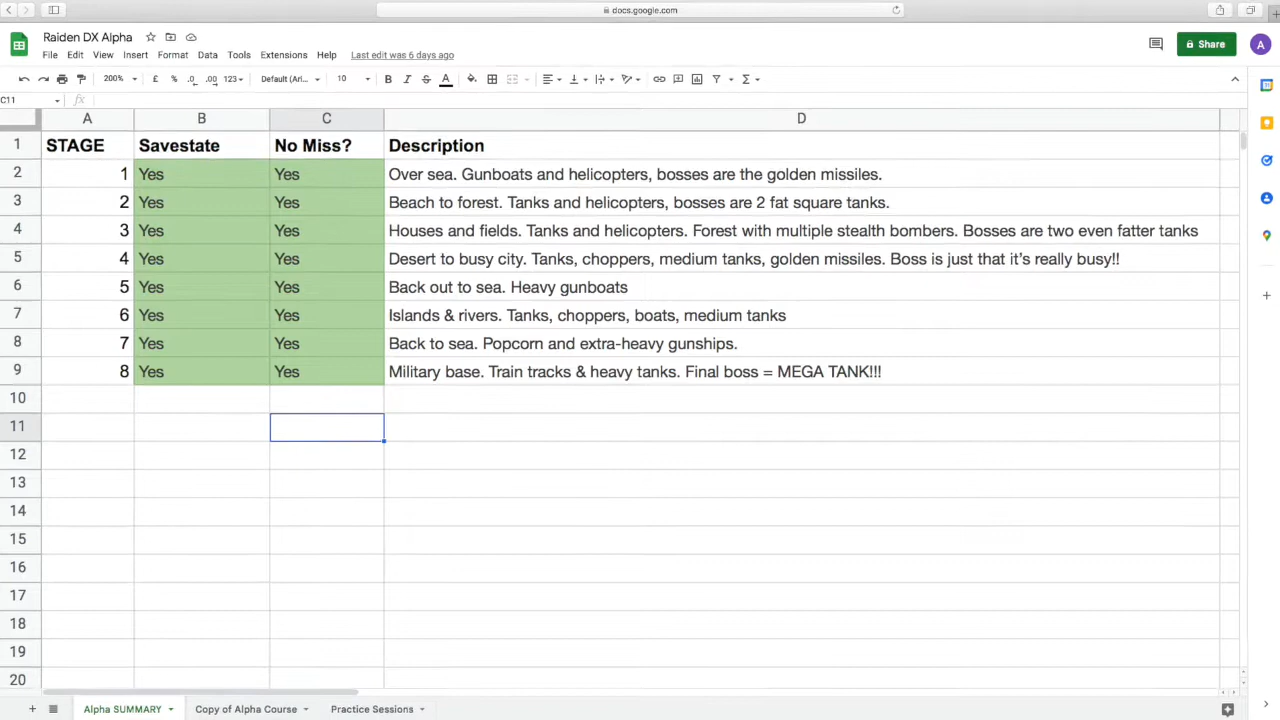 docs.google.com
Raiden DX Alpha
File Edit View Insert Format Data Tools Extensions Help Last edit was 6 days ago
Share
A
200% £ % .0 .00 123 Default (Ari... 10 B I S A
C11 fx
A B C D
1 STAGE Savestate No Miss? Description
2 1 Yes Yes Over sea. Gunboats and helicopters, bosses are the golden missiles.
3 2 Yes Yes Beach to forest. Tanks and helicopters, bosses are 2 fat square tanks.
4 3 Yes Yes Houses and fields. Tanks and helicopters. Forest with multiple stealth bombers. Bosses are two even fatter tanks
5 4 Yes Yes Desert to busy city. Tanks, choppers, medium tanks, golden missiles. Boss is just that it’s really busy!!
6 5 Yes Yes Back out to sea. Heavy gunboats
7 6 Yes Yes Islands & rivers. Tanks, choppers, boats, medium tanks
8 7 Yes Yes Back to sea. Popcorn and extra-heavy gunships.
9 8 Yes Yes Military base. Train tracks & heavy tanks. Final boss = MEGA TANK!!!
10
11
12
13
14
15
16
17
18
19
20
Alpha SUMMARY Copy of Alpha Course Practice Sessions